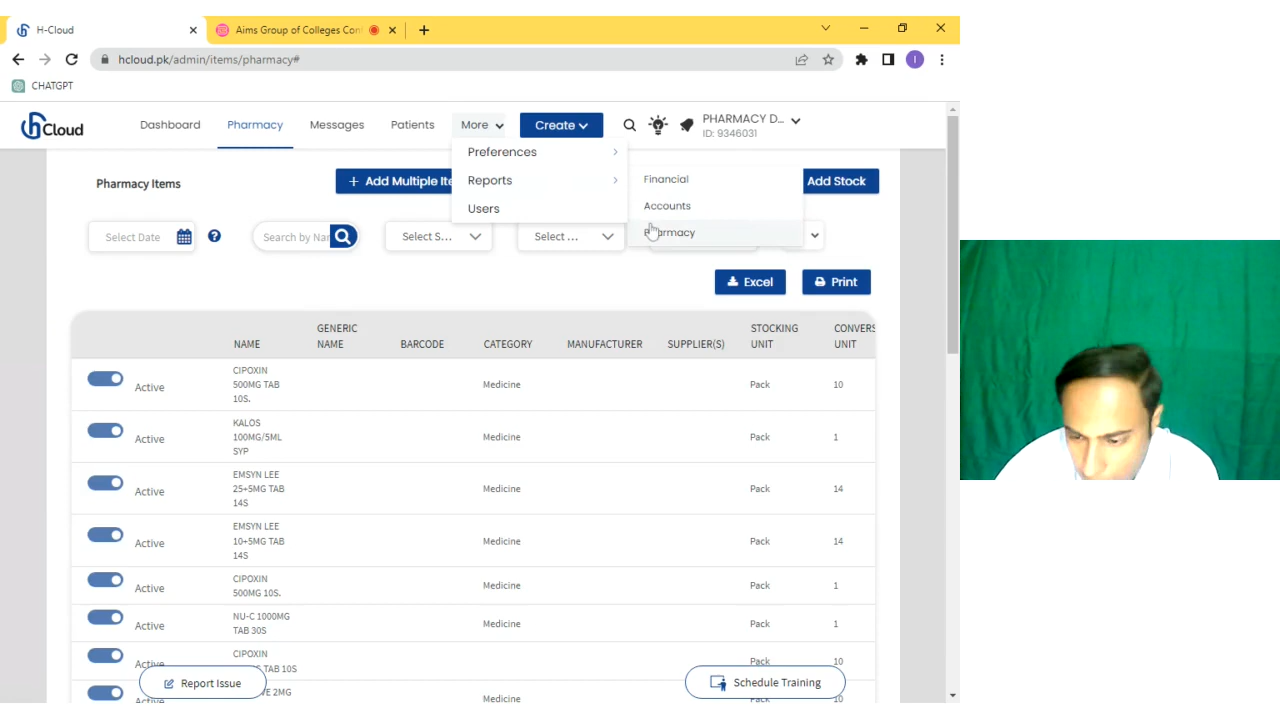 H-Cloud
Aims Group of Colleges Con
hcloud.pk/admin/items/pharmacy#
CHATGPT
hCloud
Dashboard Pharmacy Messages Patients More Create PHARMACY D...
ID: 9346031
Preferences
Reports
Users
Financial
Accounts
Pharmacy
Pharmacy Items
+ Add Multiple Ite
Add Stock
Select Date
Search by Nar
Select S...
Select ...
Excel
Print
NAME GENERIC NAME BARCODE CATEGORY MANUFACTURER SUPPLIER(S) STOCKING UNIT CONVERS UNIT
Active CIPOXIN 500MG TAB 10S. Medicine Pack 10
Active KALOS 100MG/5ML SYP Medicine Pack 1
Active EMSYN LEE 25+5MG TAB 14S Medicine Pack 14
Active EMSYN LEE 10+5MG TAB 14S Medicine Pack 14
Active CIPOXIN 500MG 10S. Medicine Pack 1
Active NU-C 1000MG TAB 30S Medicine Pack 1
Active CIPOXIN TAB 10S Pack 10
Active 2MG Medicine Pack 10
Report Issue
Schedule Training